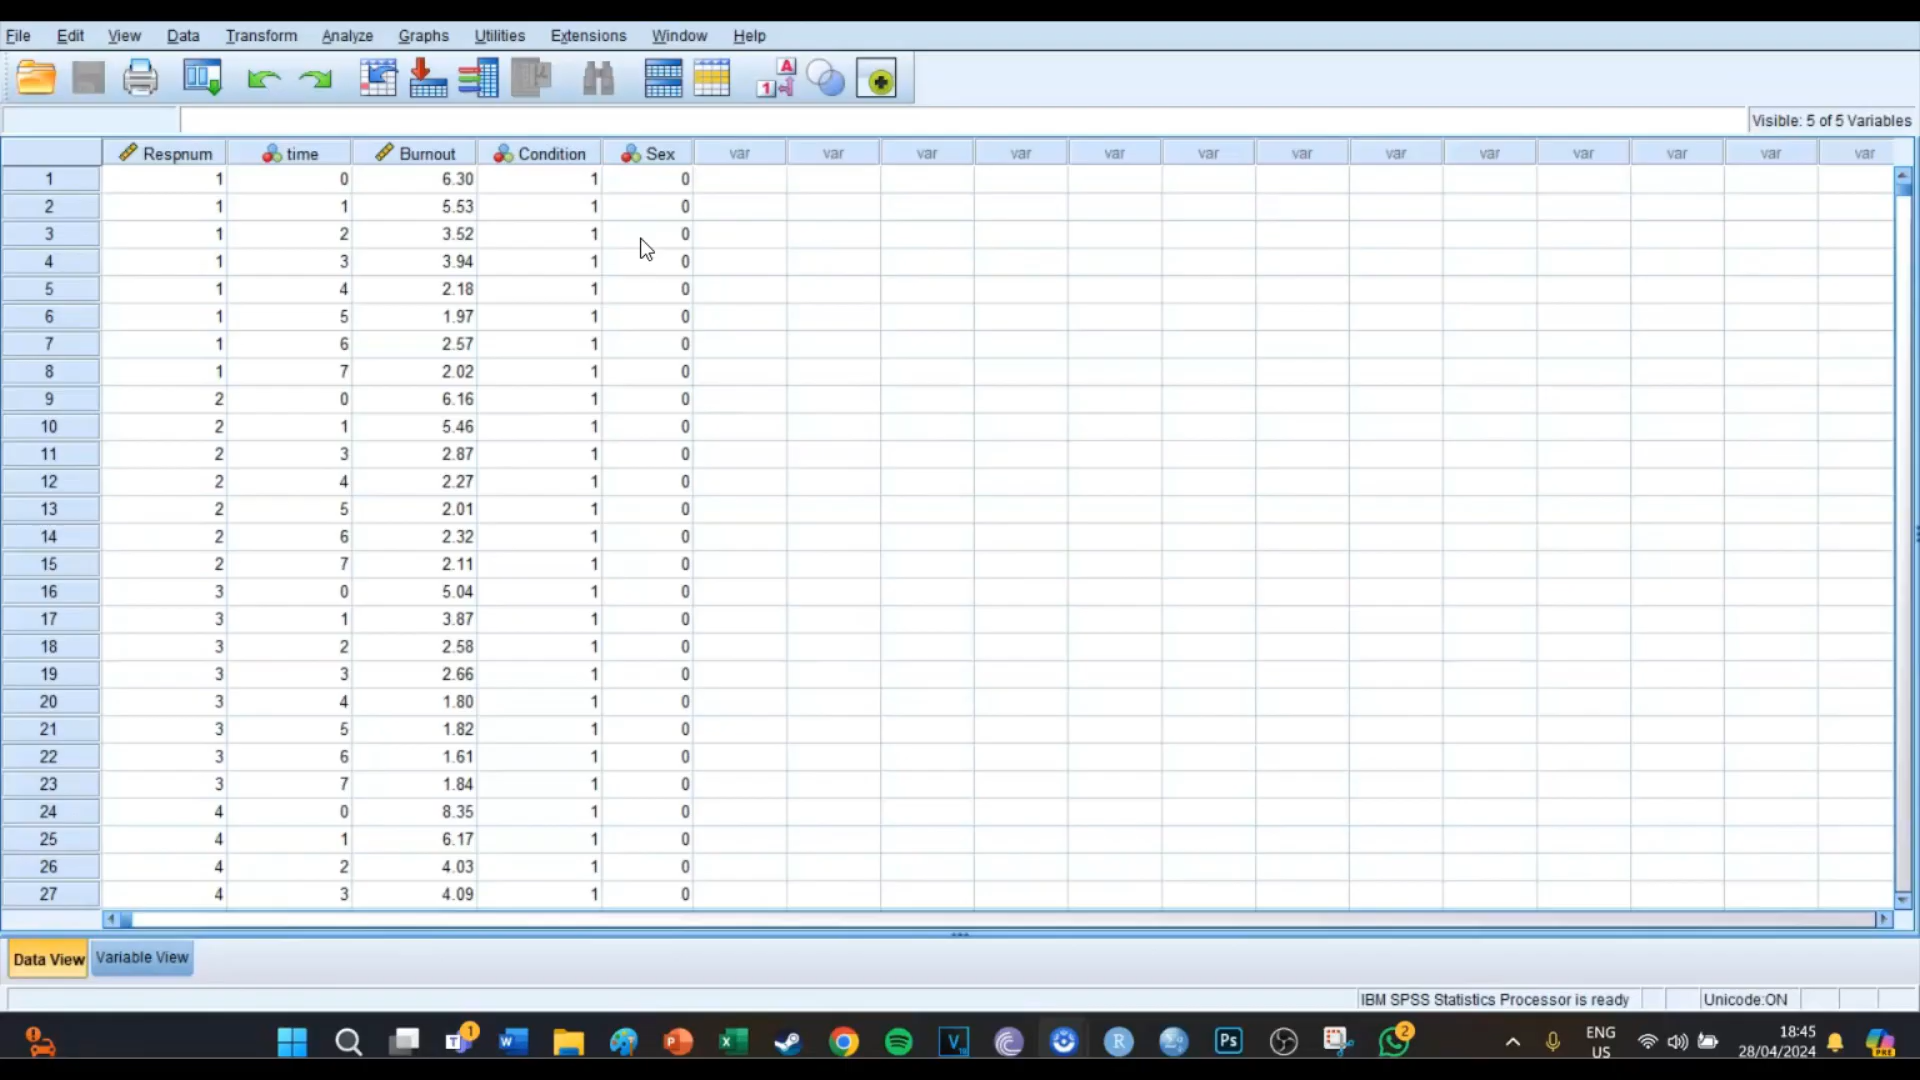 File Edit View Data Transform Analyze Graphs Utilities Extensions Window Help
Visible: 5 of 5 Variables
Respnum time Burnout Condition Sex var var var var var var var var var var var var var
1 1 0 6.30 1 0
2 1 1 5.53 1 0
3 1 2 3.52 1 0
4 1 3 3.94 1 0
5 1 4 2.18 1 0
6 1 5 1.97 1 0
7 1 6 2.57 1 0
8 1 7 2.02 1 0
9 2 0 6.16 1 0
10 2 1 5.46 1 0
11 2 3 2.87 1 0
12 2 4 2.27 1 0
13 2 5 2.01 1 0
14 2 6 2.32 1 0
15 2 7 2.11 1 0
16 3 0 5.04 1 0
17 3 1 3.87 1 0
18 3 2 2.58 1 0
19 3 3 2.66 1 0
20 3 4 1.80 1 0
21 3 5 1.82 1 0
22 3 6 1.61 1 0
23 3 7 1.84 1 0
24 4 0 8.35 1 0
25 4 1 6.17 1 0
26 4 2 4.03 1 0
27 4 3 4.09 1 0
Data View Variable View
IBM SPSS Statistics Processor is ready Unicode:ON
ENG 18:45
US 28/04/2024